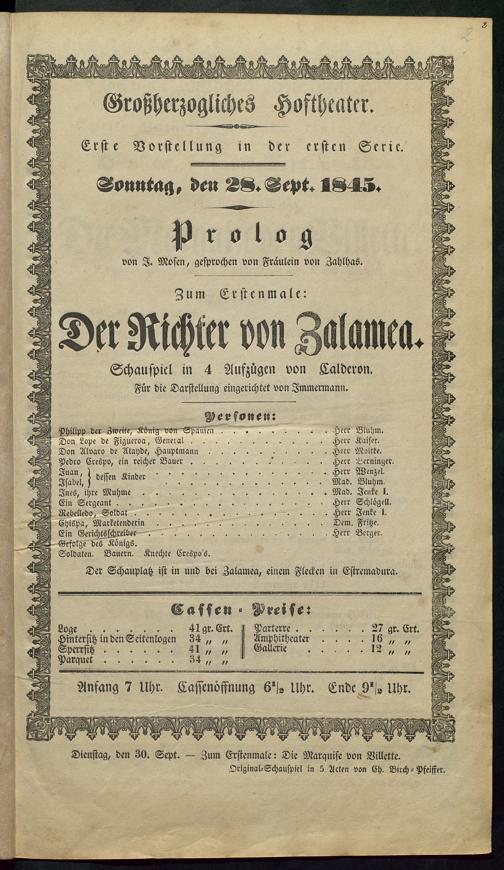 2
2
Großherzogliches Hoftheater.
Erste Vorstellung in der ersten Serie.
Sonntag, den 28. Sept. 1845.
Prolog
von J. Mosen, gesprochen von Fräulein von Zahlhas.
Zum Erstenmale:
Der Richter von Zalamea.
Schauspiel in 4 Aufzügen von Calderon.
Für die Darstellung eingerichtet von Immermann.
Personen:
Philipp der Zweite, König von Spanien . . . . . . . Herr Bluhm.
Don Lope de Figueroa, General . . . . . . . Herr Kaiser.
Don Alvaro de Atayde, Hauptmann . . . . . . . Herr Moltke.
Pedro Crespo, ein reicher Bauer . . . . . . . Herr Berninger.
Juan, } dessen Kinder . . . . . . . Herr Wenzel.
Isabel, } . . . . . . . Mad. Bluhm.
Ines, ihre Muhme . . . . . . . Mad. Jenke I.
Ein Sergeant . . . . . . . Herr Schlögell.
Rebelledo, Soldat . . . . . . . Herr Jenke I.
Chispa, Marketenderin . . . . . . . Dem. Fritze.
Ein Gerichtsschreiber . . . . . . . Herr Berger.
Gefolge des Königs.
Soldaten. Bauern. Knechte Crespo's.
Der Schauplatz ist in und bei Zalamea, einem Flecken in Estremadura.
Cassen-Preise:
Loge . . . . . . 41 gr. Crt.
Hintersitz in den Seitenlogen 34 „ „
Sperrsitz . . . . . . 41 „ „
Parquet . . . . . . 34 „ „
Parterre . . . . . . 27 gr. Crt.
Amphitheater . . . . . . 16 „ „
Gallerie . . . . . . 12 „ „
Anfang 7 Uhr. Cassenöffnung 6 1/2 Uhr. Ende 9 1/2 Uhr.
Dienstag, den 30. Sept. — Zum Erstenmale: Die Marquise von Villette.
Original-Schauspiel in 5 Acten von Ch. Birch-Pfeiffer.